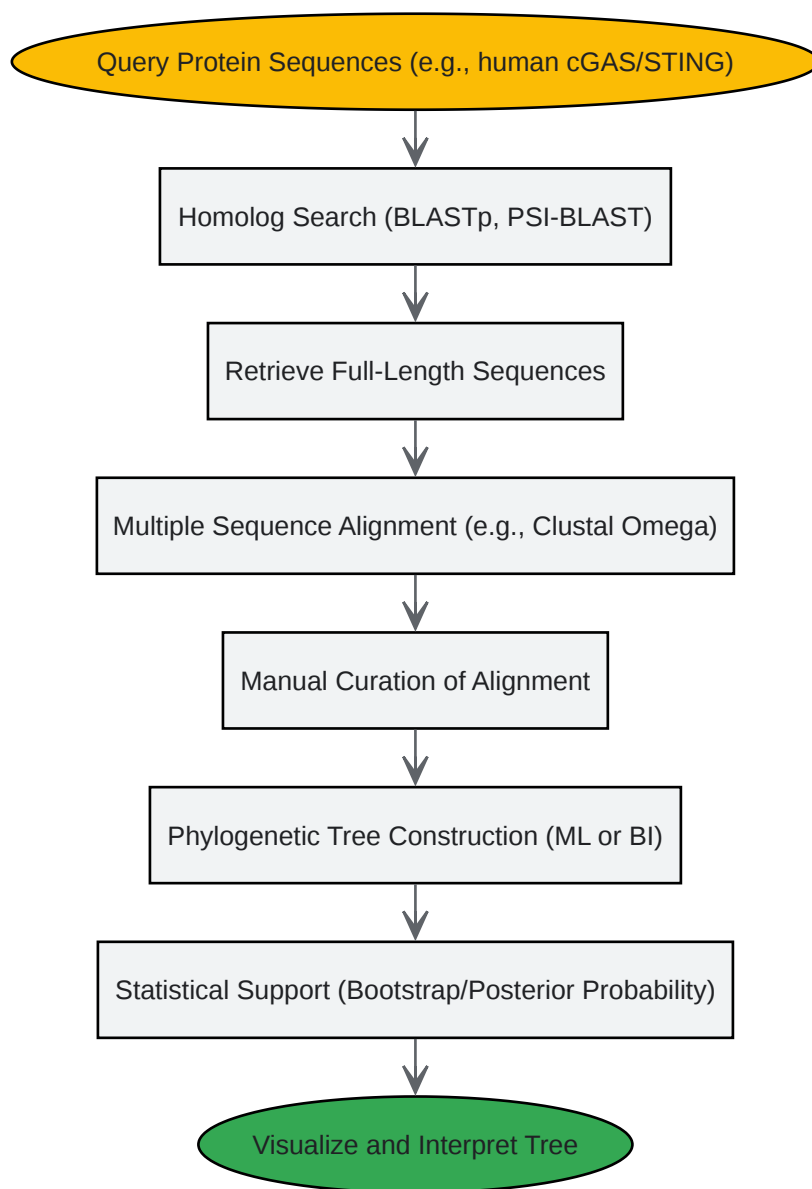 Query Protein Sequences (e.g., human cGAS/STING)
Homolog Search (BLASTp, PSI-BLAST)
Retrieve Full-Length Sequences
Multiple Sequence Alignment (e.g., Clustal Omega)
Manual Curation of Alignment
Phylogenetic Tree Construction (ML or BI)
Statistical Support (Bootstrap/Posterior Probability)
Visualize and Interpret Tree